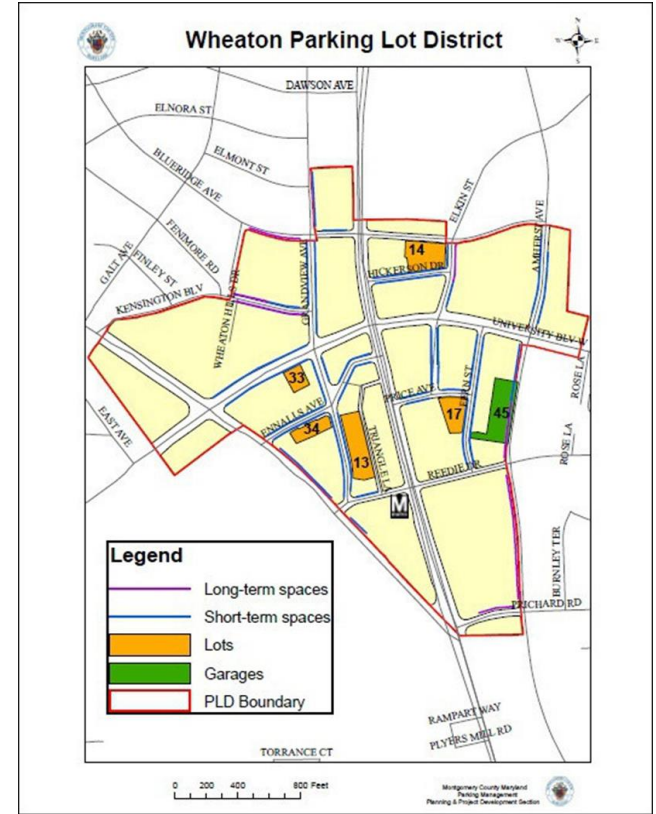 Wheaton Parking Lot District
DAWSON AVE
ELNORA ST
ELMONT ST
BLUERIDGE AVE
ELKIN ST
AMHERST AVE
FENIMORE RD
GALT AVE
FINLEY ST
GRANDVIEW AVE
14
HICKERSON DR
KENSINGTON BLV
WHEATON HILLS DR
UNIVERSITY BLV W
ROSE LA
33
PRICE AVE
FERN ST
EAST AVE
ENNALLS AVE
34
17
45
13
TRIANGLE LA
ROSE LA
REEDIE DR
M
BURNLEY TER
PRICHARD RD
Legend
Long-term spaces
Short-term spaces
Lots
Garages
PLD Boundary
RAMPART WAY
PLYERS MILL RD
TORRANCE CT
0 200 400 800 Feet
Montgomery County Maryland
Parking Management
Planning & Project Development Section